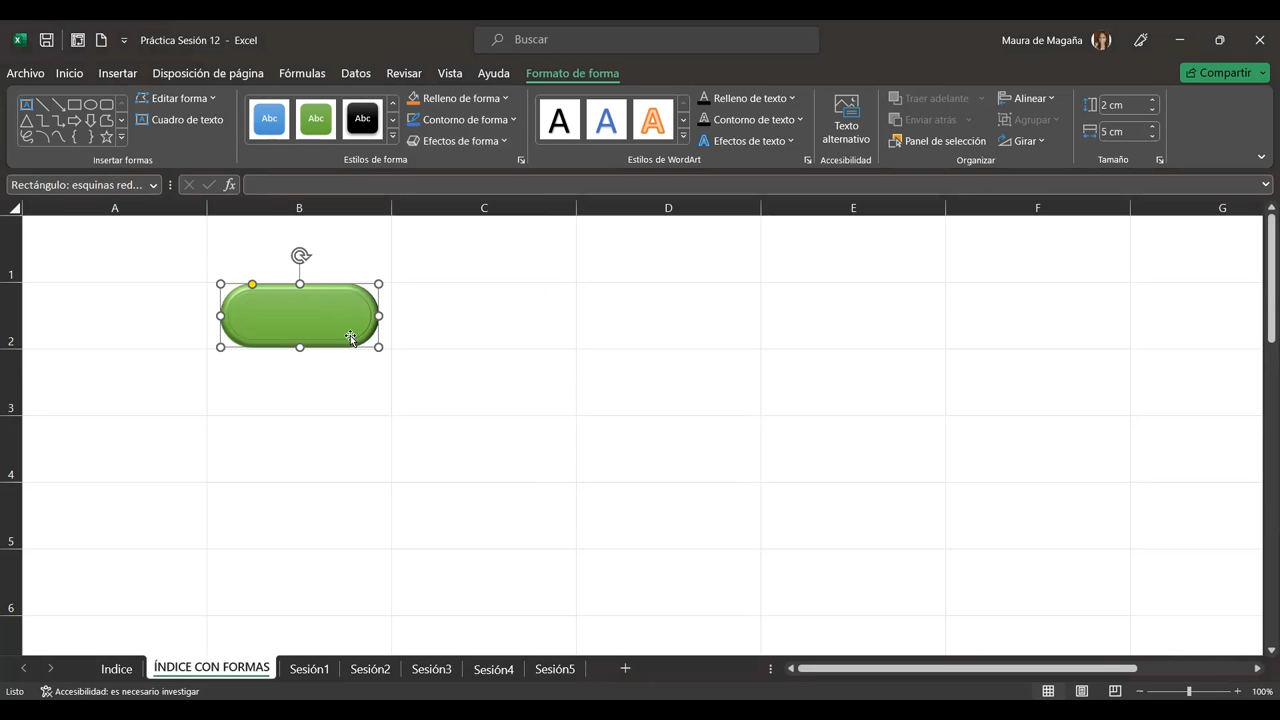 Práctica Sesión 12 - Excel
Buscar
Maura de Magaña
Archivo Inicio Insertar Disposición de página Fórmulas Datos Revisar Vista Ayuda Formato de forma
Compartir
Editar forma
Cuadro de texto
Insertar formas
Abc Abc Abc
Relleno de forma
Contorno de forma
Efectos de forma
Estilos de forma
A A A
Relleno de texto
Contorno de texto
Efectos de texto
Estilos de WordArt
Texto
alternativo
Accesibilidad
Traer adelante
Enviar atrás
Panel de selección
Alinear
Agrupar
Girar
Organizar
2 cm
5 cm
Tamaño
Rectángulo: esquinas red...
fx
A B C D E F G
1
2
3
4
5
6
Indice ÍNDICE CON FORMAS Sesión1 Sesión2 Sesión3 Sesión4 Sesión5
Listo Accesibilidad: es necesario investigar
100%